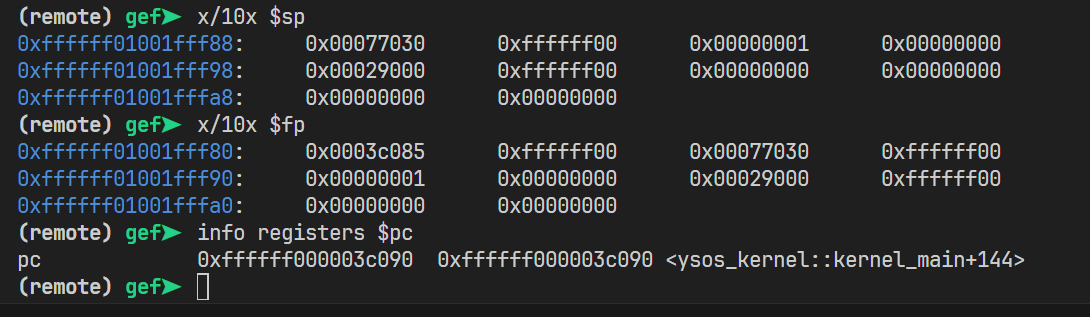 (remote) gef➤ x/10x $sp
0xffffff01001fff88: 0x00077030 0xffffff00 0x00000001 0x00000000
0xffffff01001fff98: 0x00029000 0xffffff00 0x00000000 0x00000000
0xffffff01001fffa8: 0x00000000 0x00000000
(remote) gef➤ x/10x $fp
0xffffff01001fff80: 0x0003c085 0xffffff00 0x00077030 0xffffff00
0xffffff01001fff90: 0x00000001 0x00000000 0x00029000 0xffffff00
0xffffff01001fffa0: 0x00000000 0x00000000
(remote) gef➤ info registers $pc
pc 0xffffff000003c090 0xffffff000003c090 <ysos_kernel::kernel_main+144>
(remote) gef➤